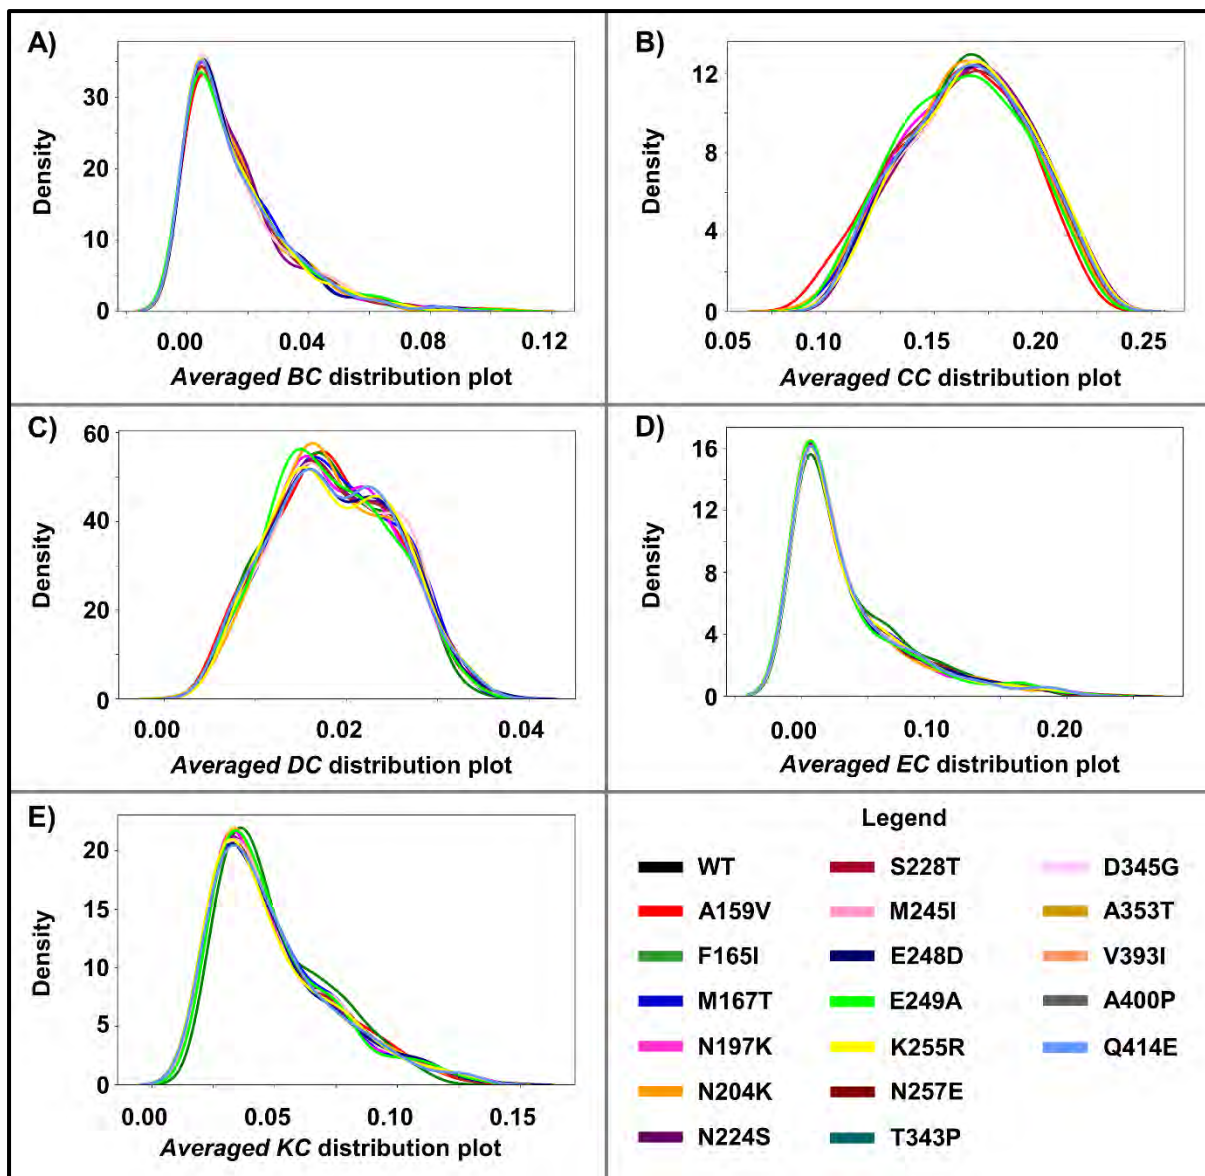 A)
30
20
10
0
Density
0.00 0.04 0.08 0.12
Averaged BC distribution plot
B)
12
8
4
0
Density
0.05 0.10 0.15 0.20 0.25
Averaged CC distribution plot
C)
60
40
20
0
Density
0.00 0.02 0.04
Averaged DC distribution plot
D)
16
12
8
4
0
Density
0.00 0.10 0.20
Averaged EC distribution plot
E)
20
15
10
5
0
Density
0.00 0.05 0.10 0.15
Averaged KC distribution plot
Legend
WT
A159V
F165I
M167T
N197K
N204K
N224S
S228T
M245I
E248D
E249A
K255R
N257E
T343P
D345G
A353T
V393I
A400P
Q414E